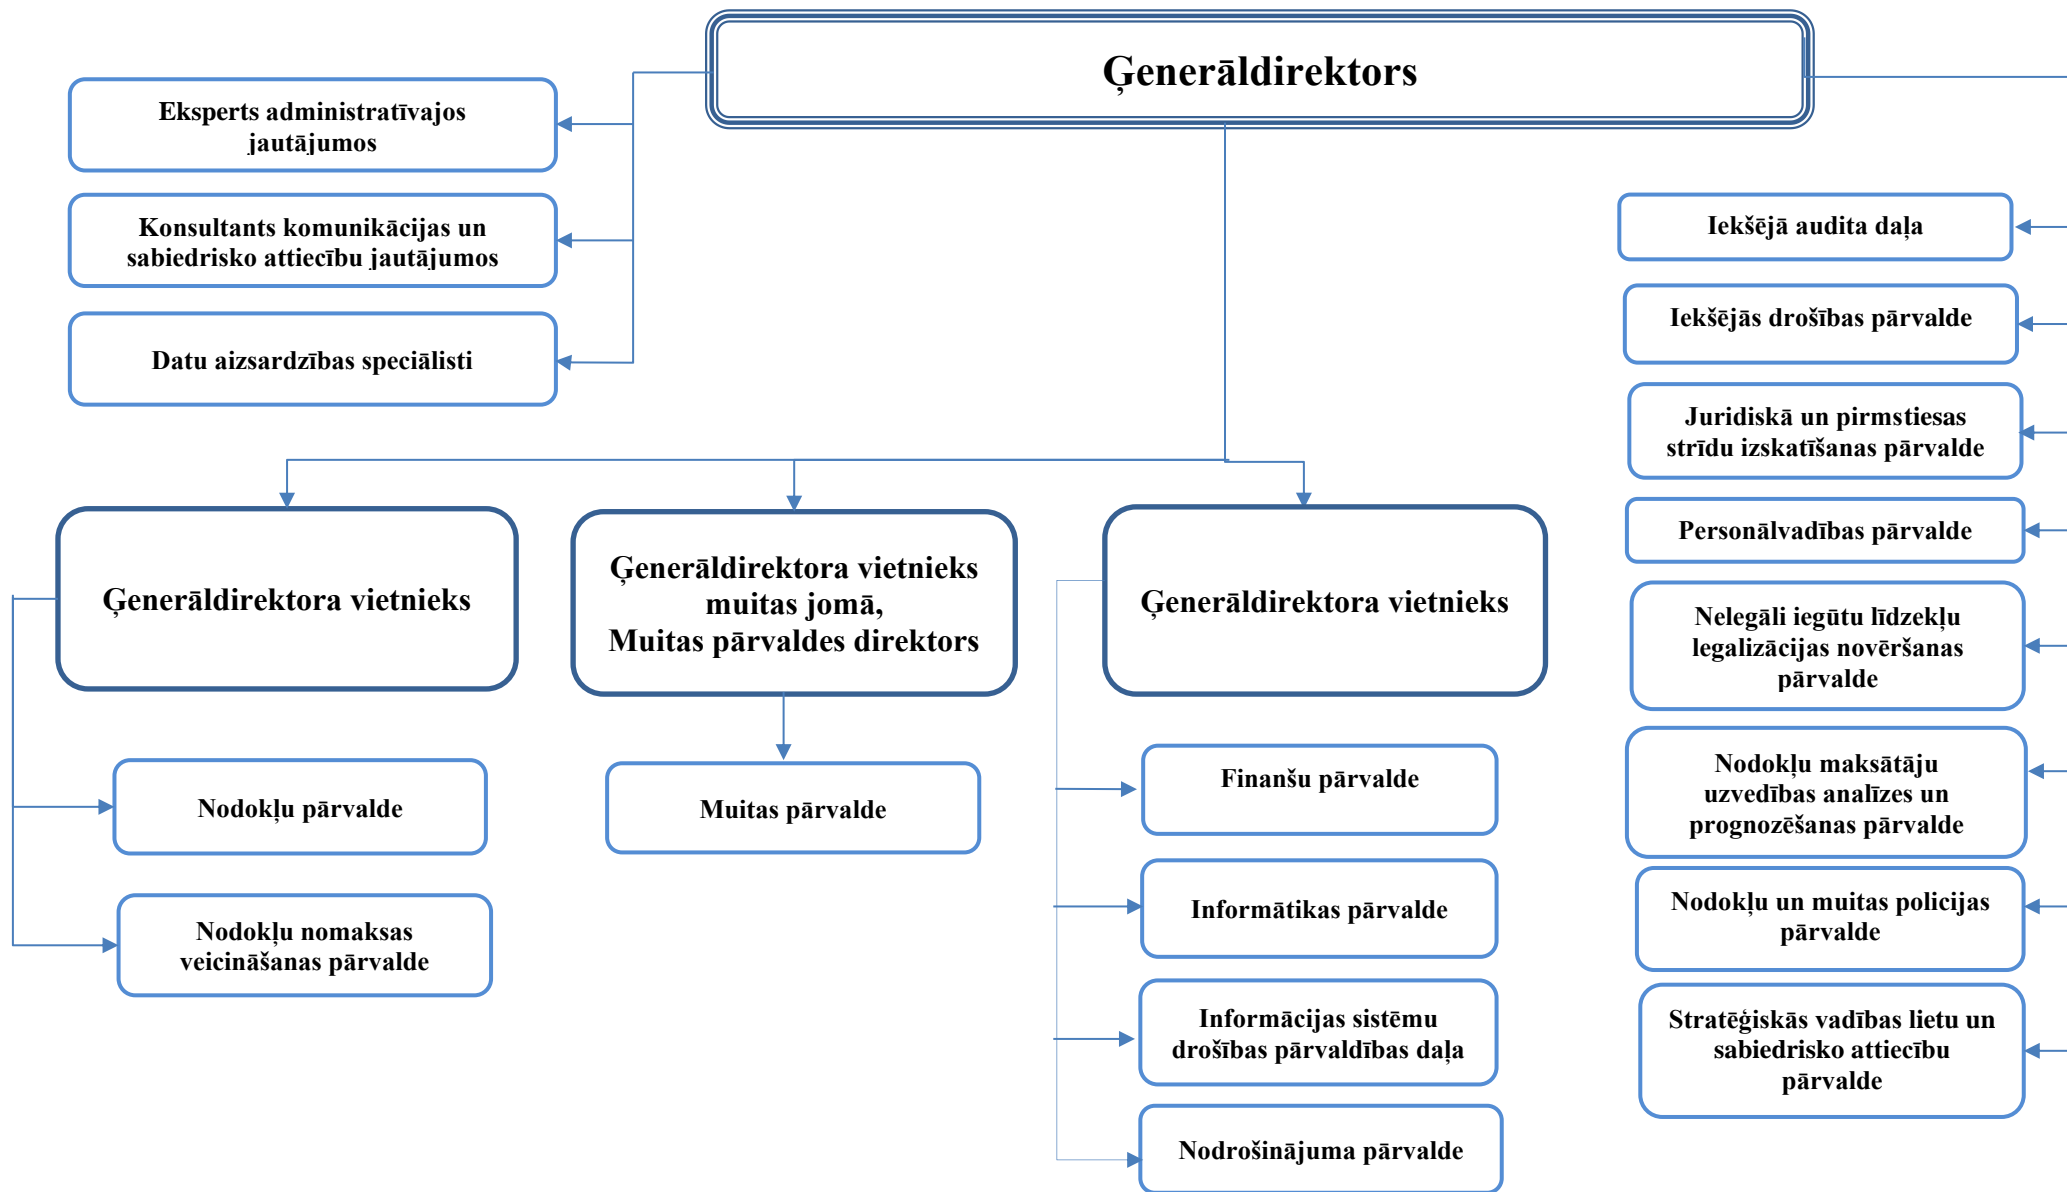 Ģenerāldirektors
Eksperts administratīvajos
jautājumos
Konsultants komunikācijas un
sabiedrisko attiecību jautājumos
Datu aizsardzības speciālisti
Iekšējā audita daļa
Iekšējās drošības pārvalde
Juridiskā un pirmstiesas
strīdu izskatīšanas pārvalde
Personālvadības pārvalde
Nelegāli iegūtu līdzekļu
legalizācijas novēršanas
pārvalde
Nodokļu maksātāju
uzvedības analīzes un
prognozēšanas pārvalde
Nodokļu un muitas policijas
pārvalde
Stratēģiskās vadības lietu un
sabiedrisko attiecību
pārvalde
Ģenerāldirektora vietnieks
Nodokļu pārvalde
Nodokļu nomaksas
veicināšanas pārvalde
Ģenerāldirektora vietnieks
muitas jomā,
Muitas pārvaldes direktors
Muitas pārvalde
Ģenerāldirektora vietnieks
Finanšu pārvalde
Informātikas pārvalde
Informācijas sistēmu
drošības pārvaldības daļa
Nodrošinājuma pārvalde